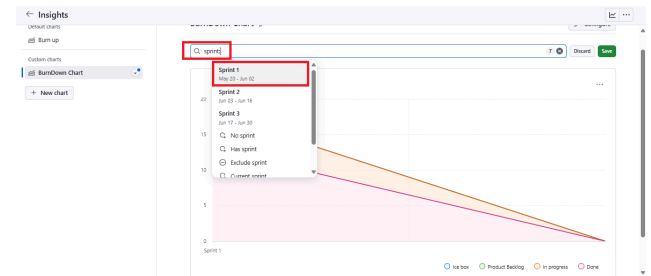 ← Insights
Default charts
Burn up
Custom charts
BurnDown Chart
+ New chart
sprint
7
Discard
Save
Sprint 1
May 20 - Jun 02
Sprint 2
Jun 03 - Jun 16
Sprint 3
Jun 17 - Jun 30
No sprint
Has sprint
Exclude sprint
Current sprint
20
15
10
5
0
Sprint 1
Ice box
Product Backlog
In progress
Done